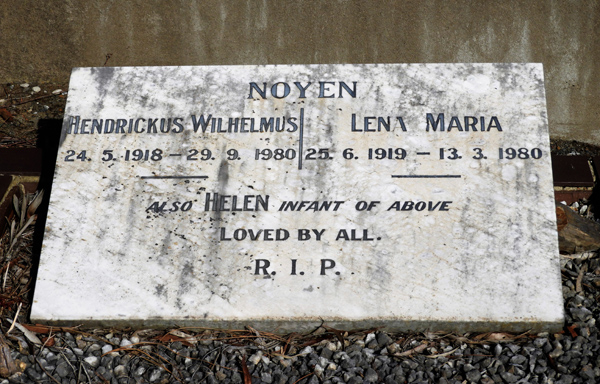 NOYEN
HENDRICKUS WILHELMUS LENA MARIA
24. 5. 1918 – 29. 9. 1980 25. 6. 1919 – 13. 3. 1980
ALSO HELEN INFANT OF ABOVE
LOVED BY ALL.
R. I. P.